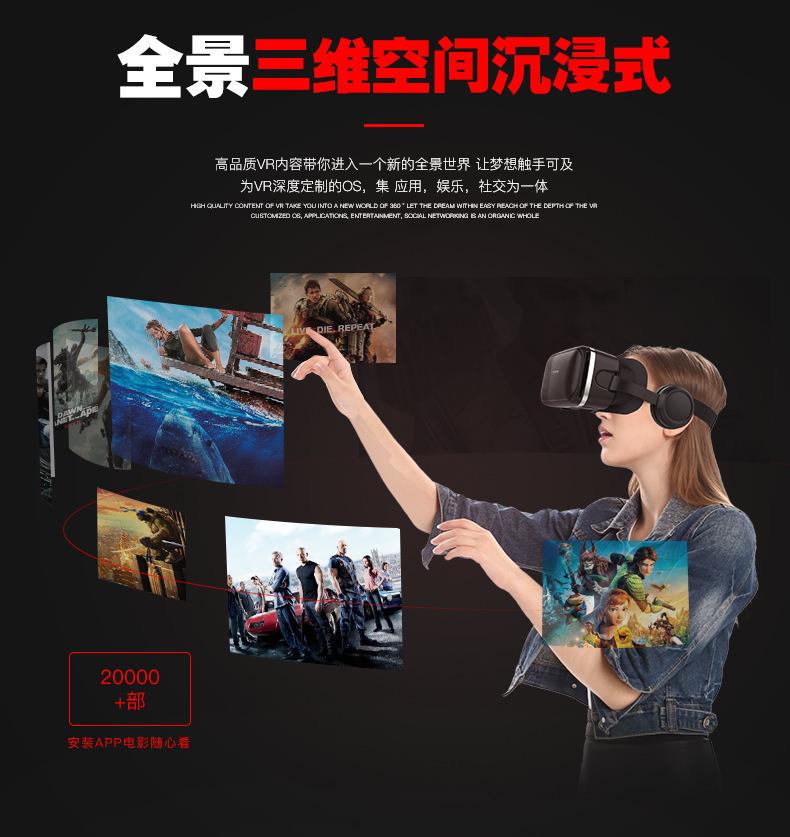 全景三维空间沉浸式
高品质VR内容带你进入一个新的全景世界 让梦想触手可及
为VR深度定制的OS，集 应用，娱乐，社交为一体
HIGH QUALITY CONTENT OF VR TAKE YOU INTO A NEW WORLD OF 360 ° LET THE DREAM WITHIN EASY REACH OF THE DEPTH OF THE VR
CUSTOMIZED OS, APPLICATIONS, ENTERTAINMENT, SOCIAL NETWORKING IS AN ORGANIC WHOLE
LIVE. DIE. REPEAT.
DAWN
20000
+部
安装APP电影随心看